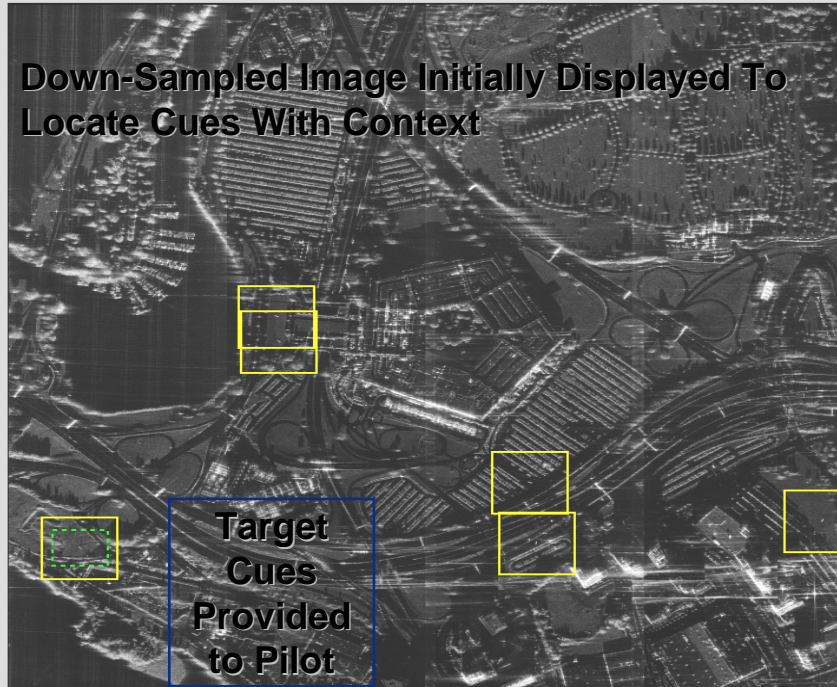 Down-Sampled Image Initially Displayed To
Locate Cues With Context
Target
Cues
Provided
to Pilot